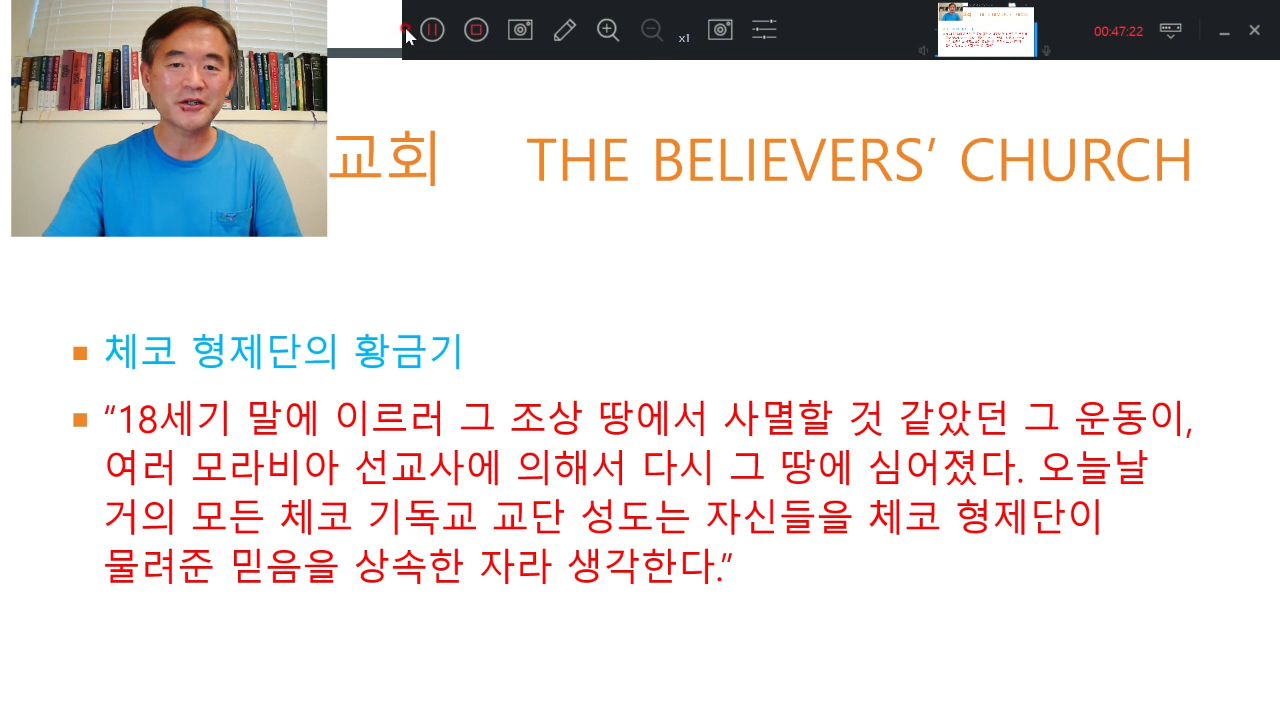 x1
00:47:22
교회 THE BELIEVERS’ CHURCH
체코 형제단의 황금기
“18세기 말에 이르러 그 조상 땅에서 사멸할 것 같았던 그 운동이,
여러 모라비아 선교사에 의해서 다시 그 땅에 심어졌다. 오늘날
거의 모든 체코 기독교 교단 성도는 자신들을 체코 형제단이
물려준 믿음을 상속한 자라 생각한다.”